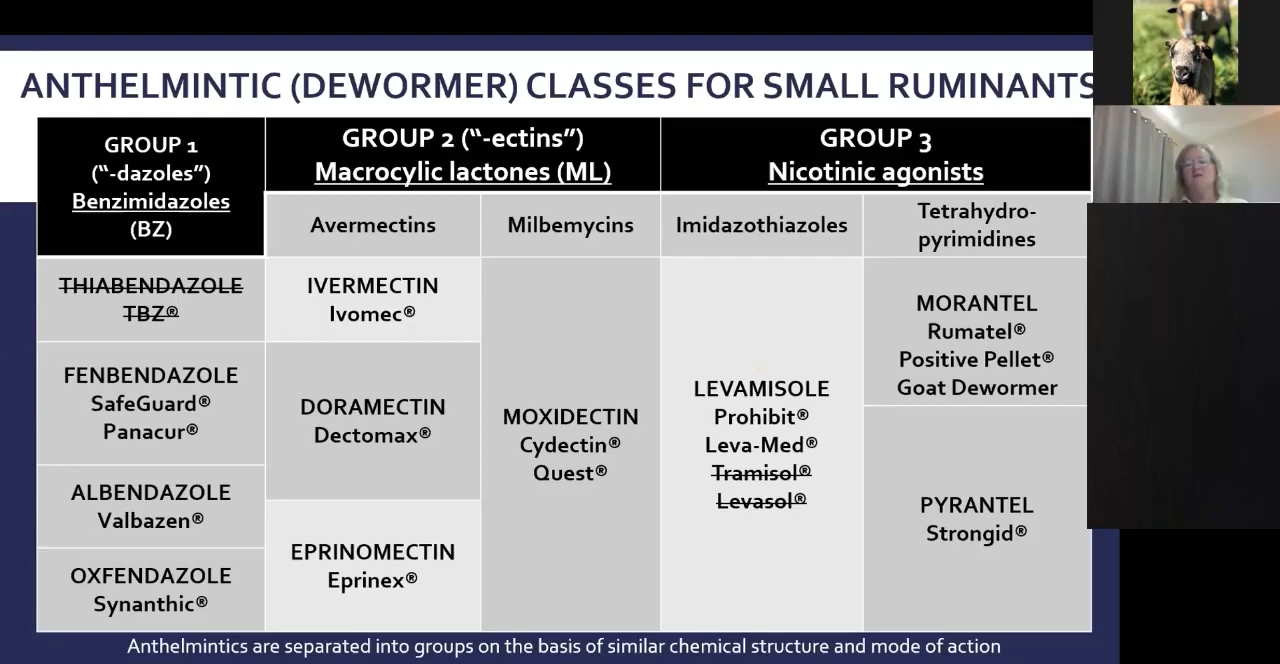 ANTHELMINTIC (DEWORMER) CLASSES FOR SMALL RUMINANTS
GROUP 1
("-dazoles")
Benzimidazoles
(BZ)
GROUP 2 ("-ectins")
Macrocylic lactones (ML)
GROUP 3
Nicotinic agonists
Avermectins
Milbemycins
Imidazothiazoles
Tetrahydro-
pyrimidines
THIABENDAZOLE
TBZ®
FENBENDAZOLE
SafeGuard®
Panacur®
ALBENDAZOLE
Valbazen®
OXFENDAZOLE
Synanthic®
IVERMECTIN
Ivomec®
DORAMECTIN
Dectomax®
EPRINOMECTIN
Eprinex®
MOXIDECTIN
Cydectin®
Quest®
LEVAMISOLE
Prohibit®
Leva-Med®
Tramisol®
Levasol®
MORANTEL
Rumatel®
Positive Pellet®
Goat Dewormer
PYRANTEL
Strongid®
Anthelmintics are separated into groups on the basis of similar chemical structure and mode of action